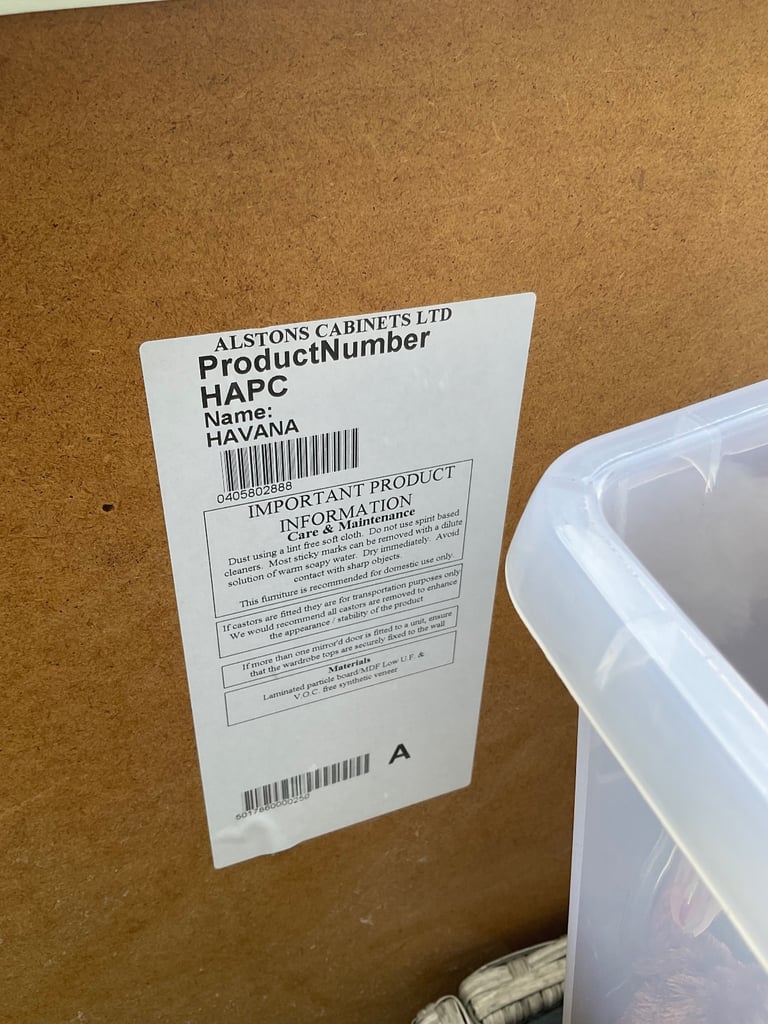 ALSTONS CABINETS LTD
ProductNumber
HAPC
Name:
HAVANA
0405802888
IMPORTANT PRODUCT
INFORMATION
Care & Maintenance
Dust using a lint free soft cloth. Do not use spirit based
cleaners. Most sticky marks can be removed with a dilute
solution of warm soapy water. Dry immediately. Avoid
contact with sharp objects.
This furniture is recommended for domestic use only.
If castors are fitted they are for transportation purposes only
We would recommend all castors are removed to enhance
the appearance / stability of the product
If more than one mirror'd door is fitted to a unit, ensure
that the wardrobe tops are securely fixed to the wall
Materials
Laminated particle board/MDF Low U.F. &
V.O.C. free synthetic veneer
A
5017860000250